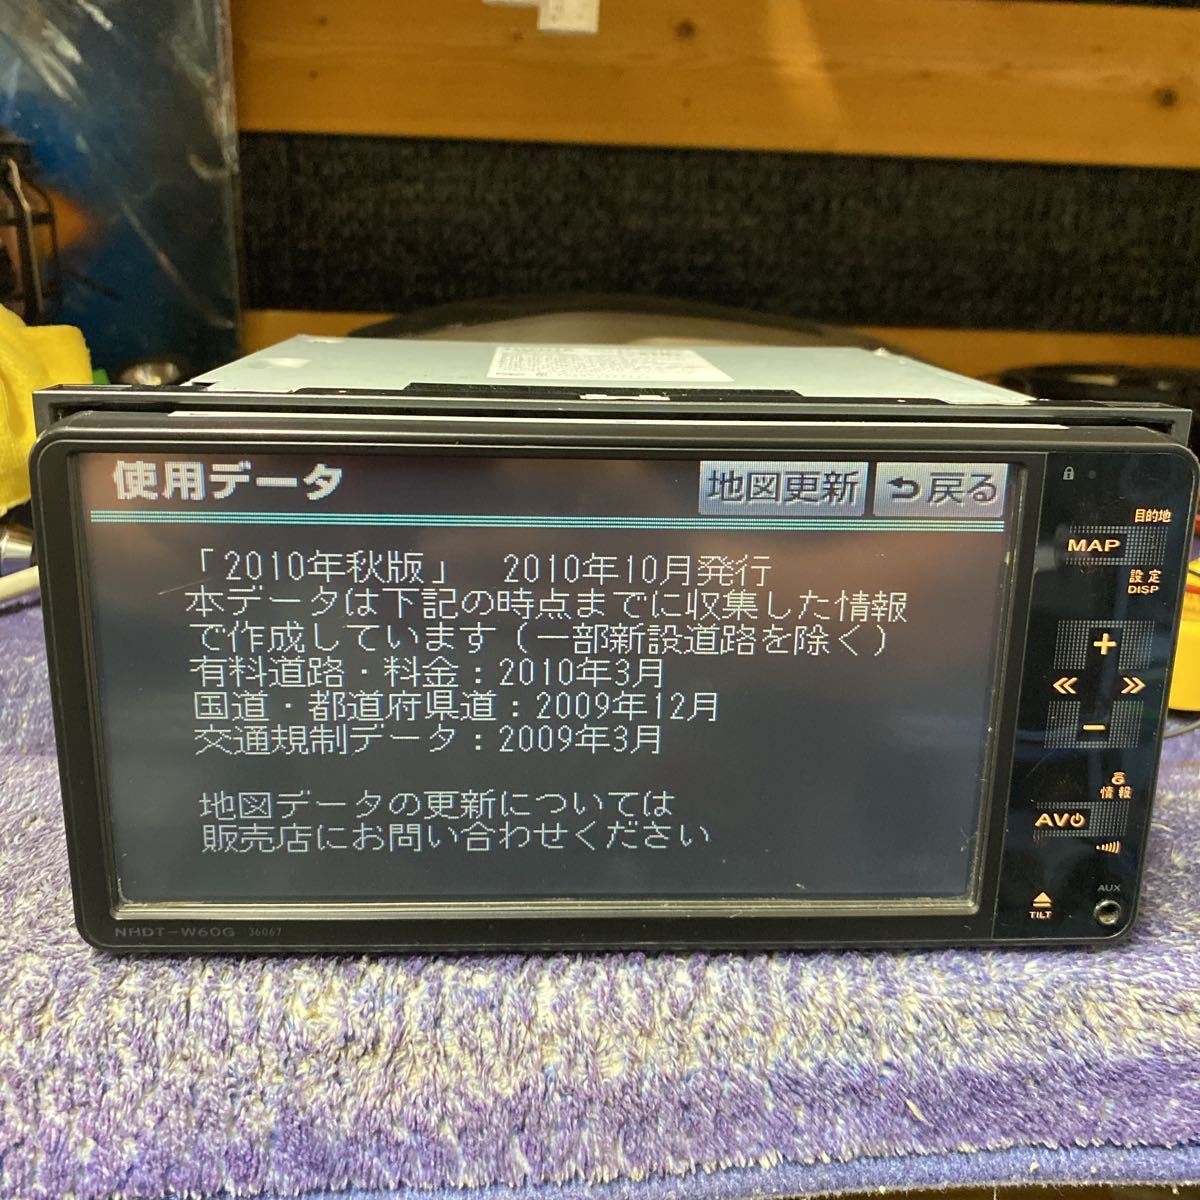 使用データ
地図更新
戻る
「2010年秋版」 2010年10月発行
本データは下記の時点までに収集した情報
で作成しています(一部新設道路を除く)
有料道路・料金:2010年3月
国道・都道府県道:2009年12月
交通規制データ:2009年3月
地図データの更新については
販売店にお問い合わせください
目的地
MAP
設定
DISP
+
«
»
−
情報
AV
TILT
AUX
NHDT-W60G 36067